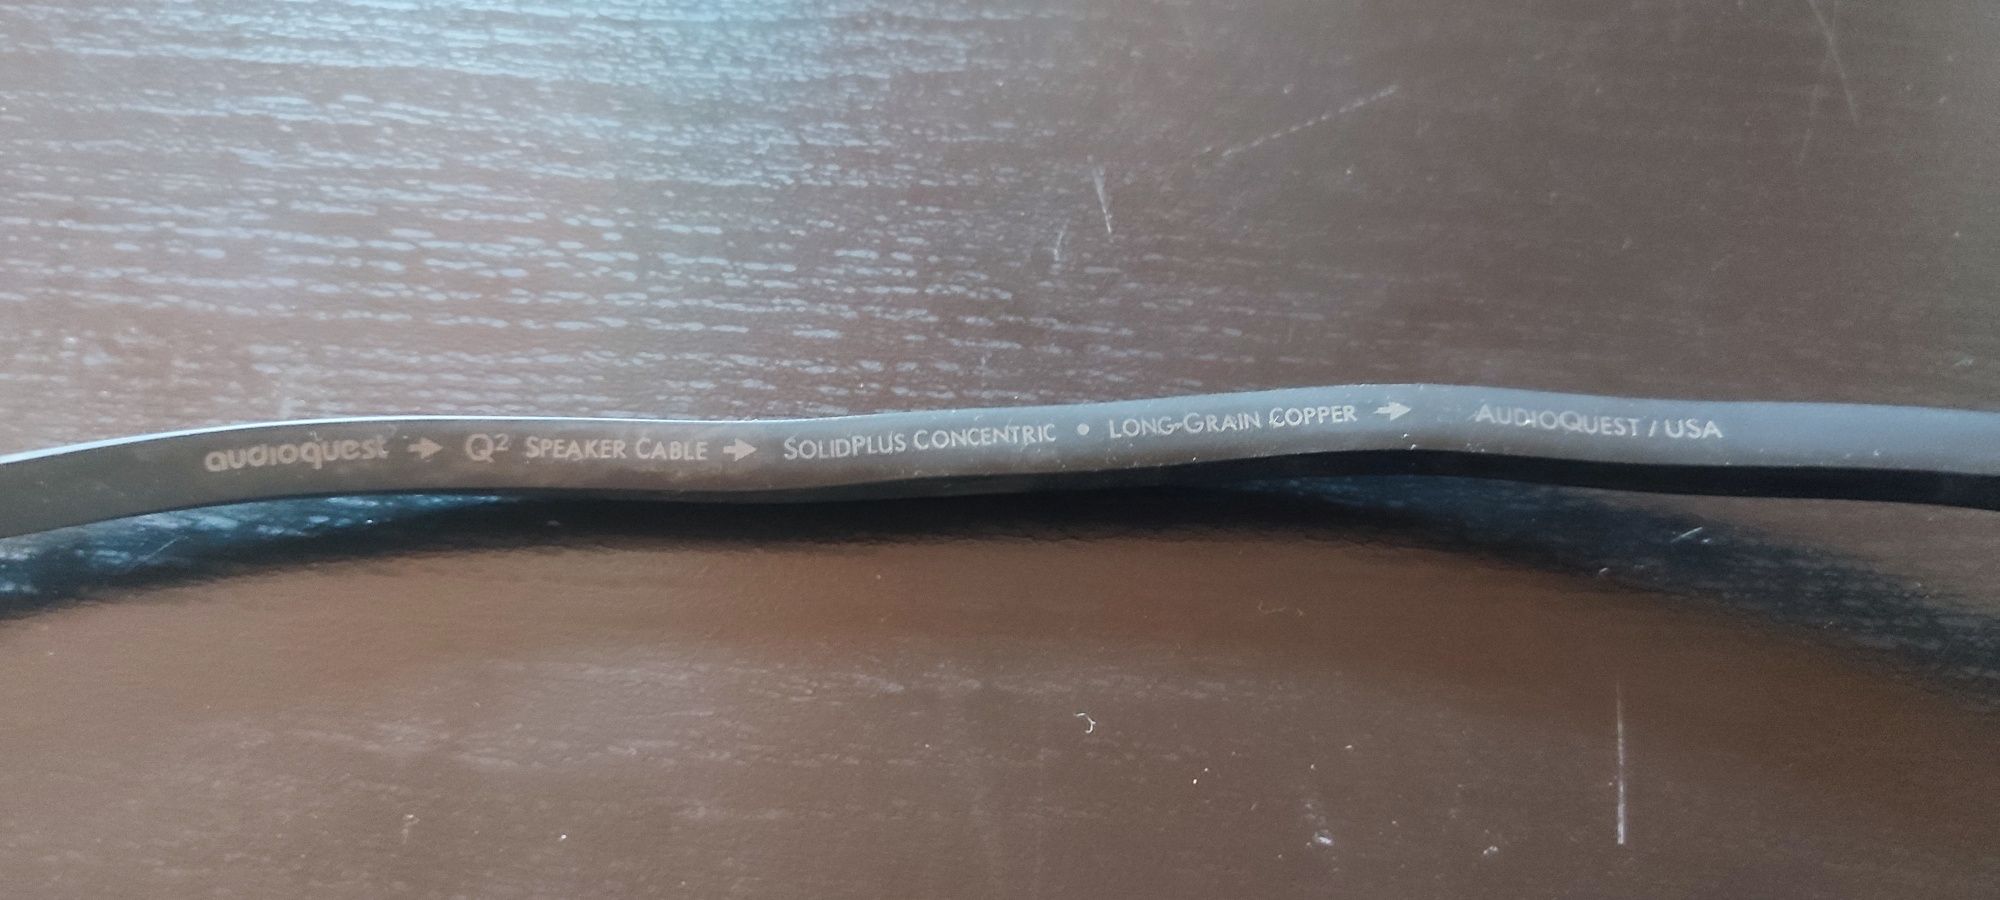 audioquest → Q² SPEAKER CABLE → SOLIDPLUS CONCENTRIC • LONG-GRAIN COPPER → AUDIOQUEST / USA